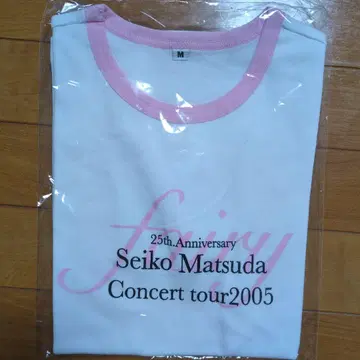 M
fairy
25th.Anniversary
Seiko Matsuda
Concert tour2005